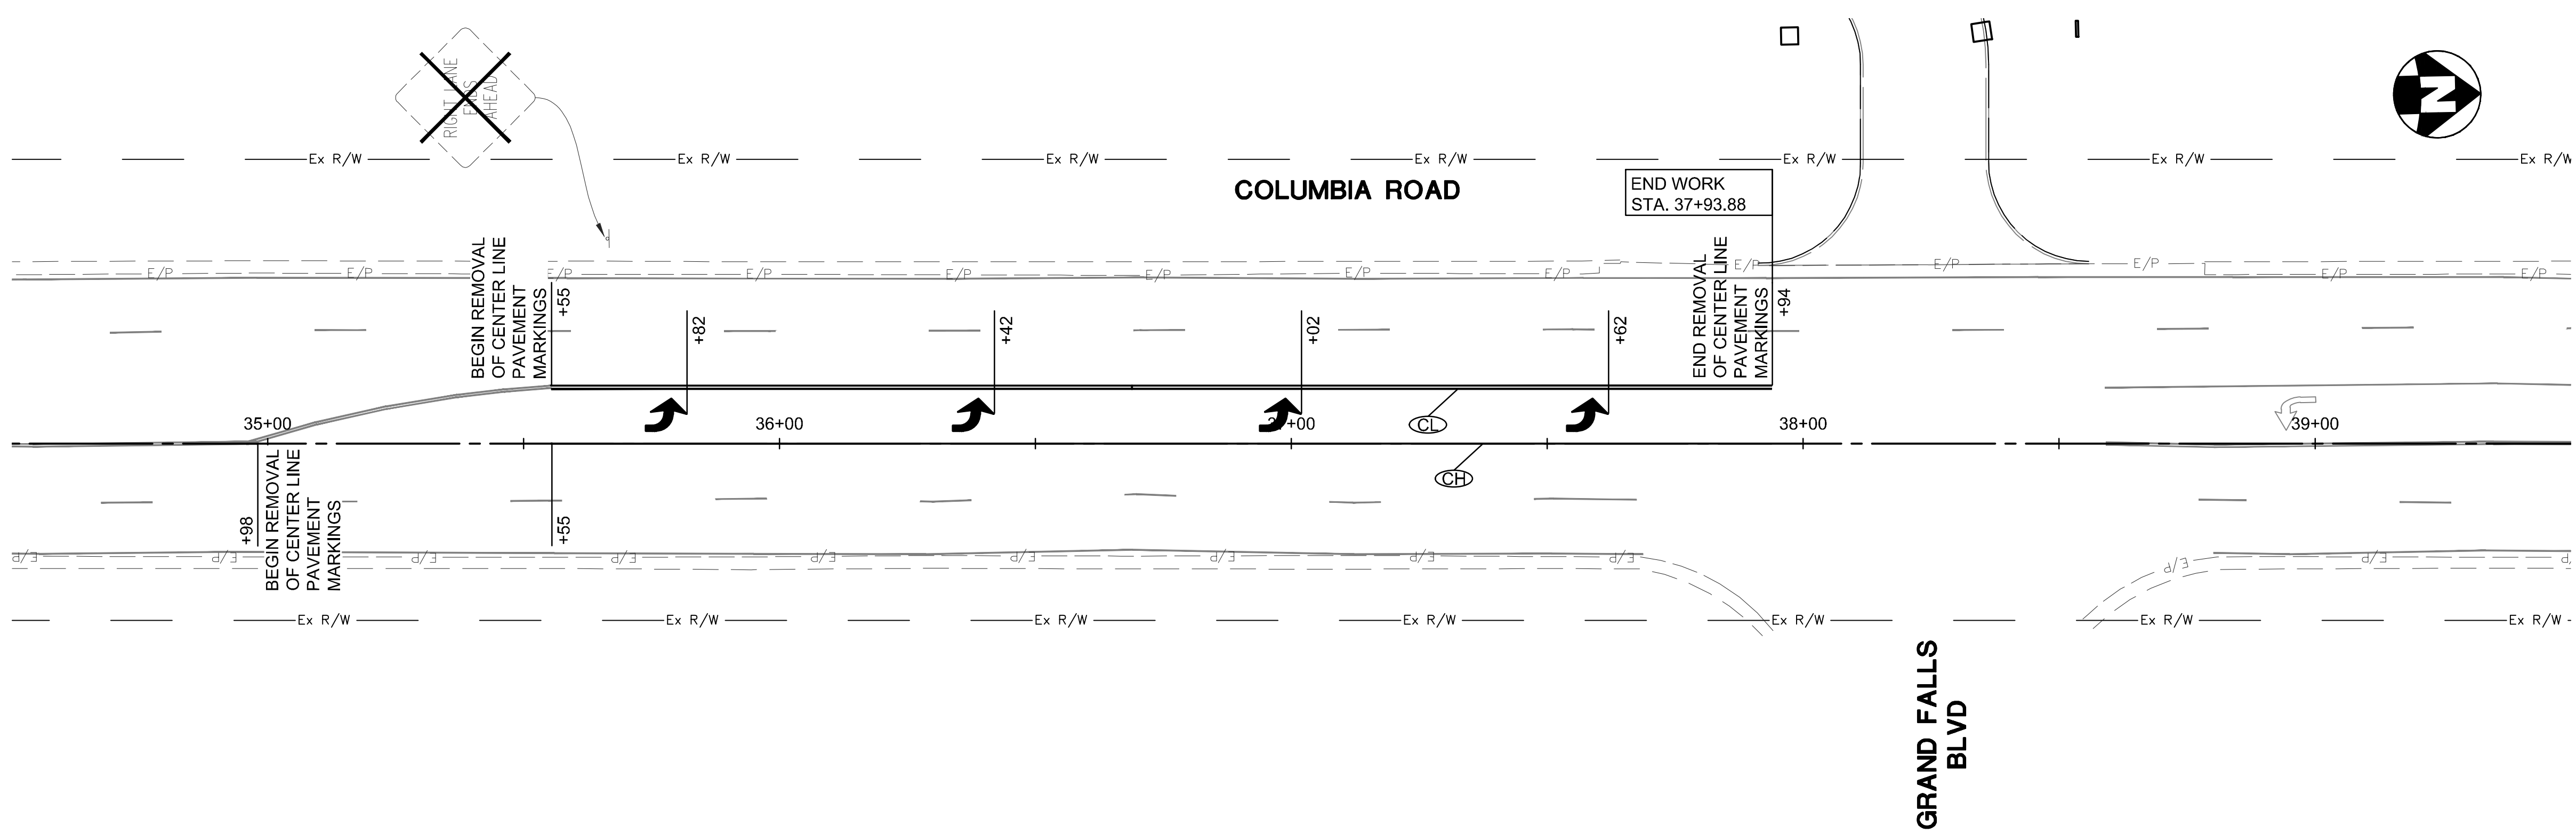 RIGHT LANE
ENDS
AHEAD
N
Ex R/W
Ex R/W
Ex R/W
Ex R/W
Ex R/W
Ex R/W
Ex R/W
COLUMBIA ROAD
END WORK
STA. 37+93.88
BEGIN REMOVAL
OF CENTER LINE
PAVEMENT
MARKINGS
END REMOVAL
OF CENTER LINE
PAVEMENT
MARKINGS
E/P
E/P
E/P
E/P
E/P
E/P
E/P
E/P
E/P
E/P
E/P
E/P
E/P
+55
+82
+42
+02
+62
+94
35+00
36+00
37+00
38+00
39+00
CL
CH
+98
BEGIN REMOVAL
OF CENTER LINE
PAVEMENT
MARKINGS
+55
E/P
E/P
E/P
E/P
E/P
E/P
E/P
E/P
E/P
E/P
E/P
E/P
Ex R/W
Ex R/W
Ex R/W
Ex R/W
Ex R/W
Ex R/W
Ex R/W
GRAND FALLS
BLVD